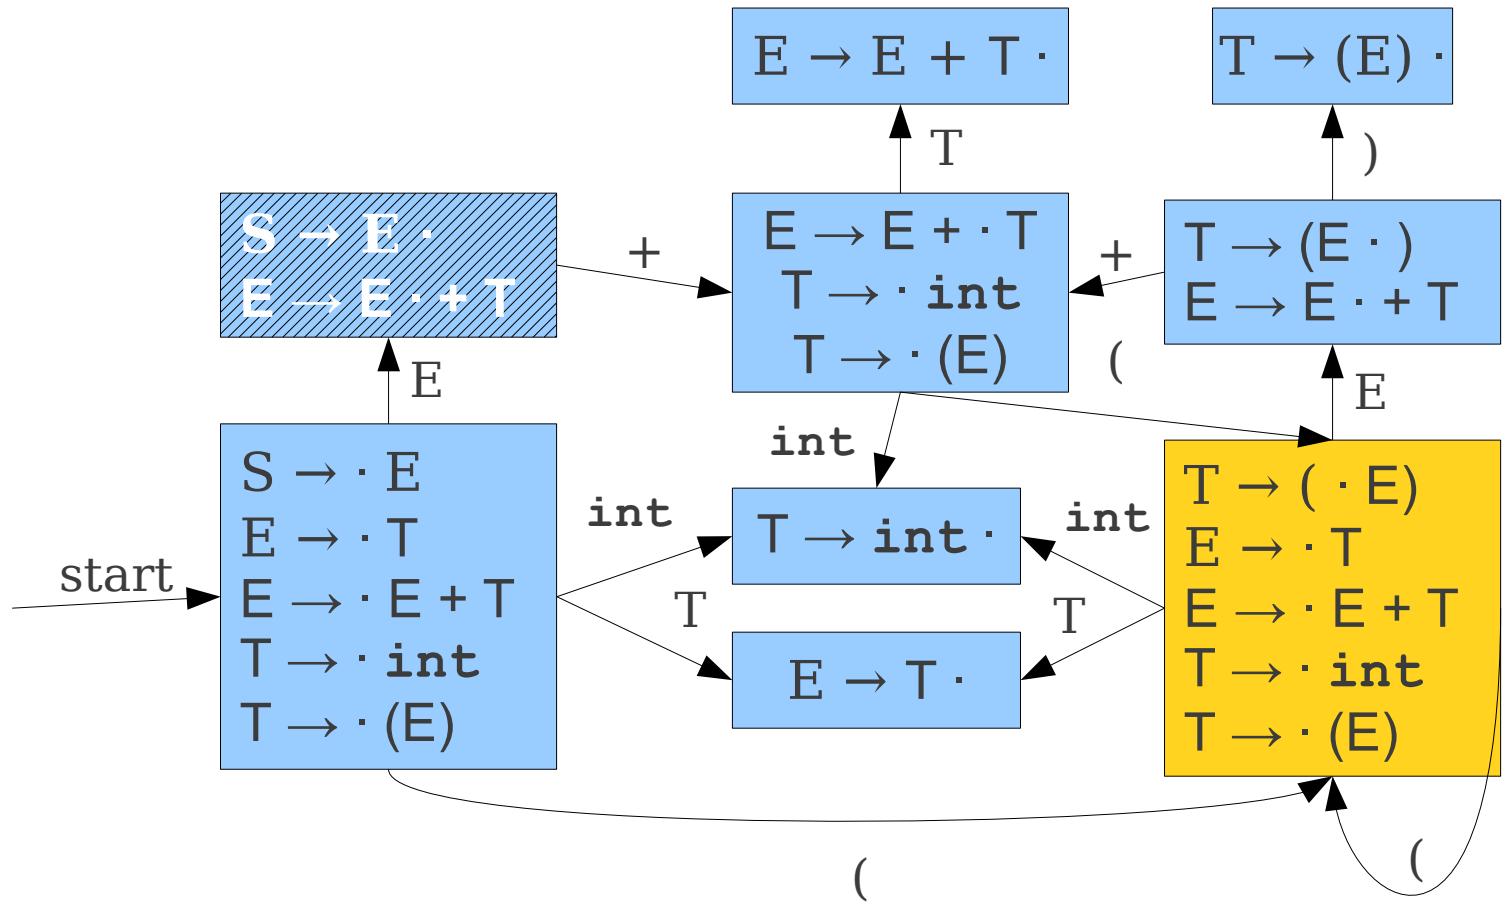 E → E + T ·
T → (E) ·
T
)
S → E ·
E → E · + T
+
E → E + · T
T → · int
T → · (E)
+
T → (E · )
E → E · + T
(
E
E
int
S → · E
E → · T
E → · E + T
T → · int
T → · (E)
start
int
T → int ·
int
T
E → T ·
T
T → ( · E)
E → · T
E → · E + T
T → · int
T → · (E)
(
(